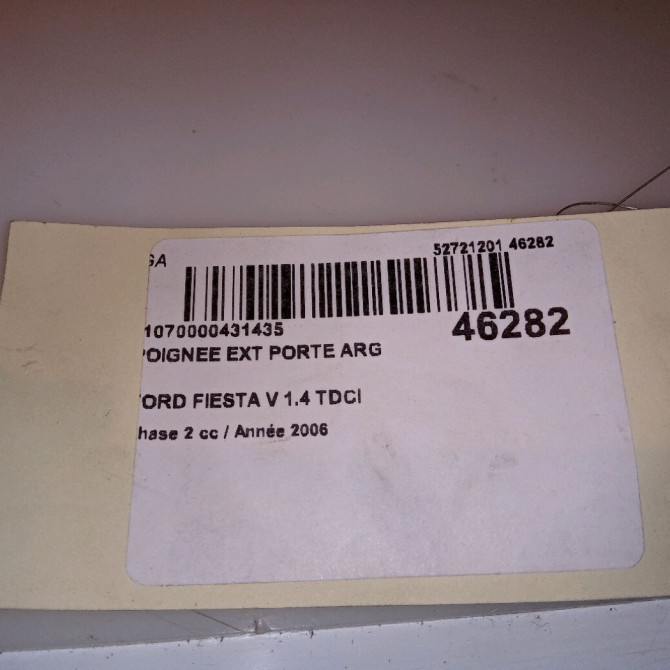 GA
52721201 46282
1070000431435
46282
POIGNEE EXT PORTE ARG
FORD FIESTA V 1.4 TDCI
hase 2 cc / Année 2006